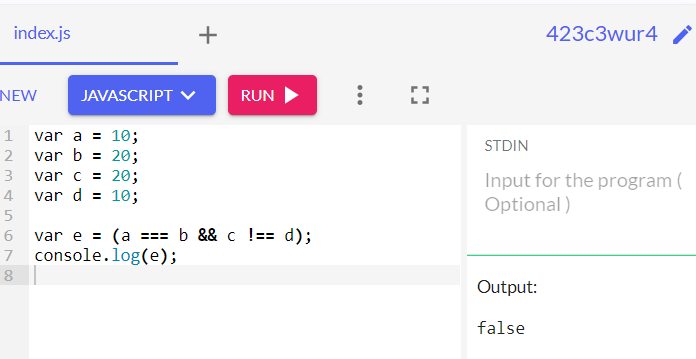 index.js + 423c3wur4
NEW JAVASCRIPT RUN
1 var a = 10;
2 var b = 20;
3 var c = 20;
4 var d = 10;
5
6 var e = (a === b && c !== d);
7 console.log(e);
8
STDIN
Input for the program (
Optional )
Output:
false